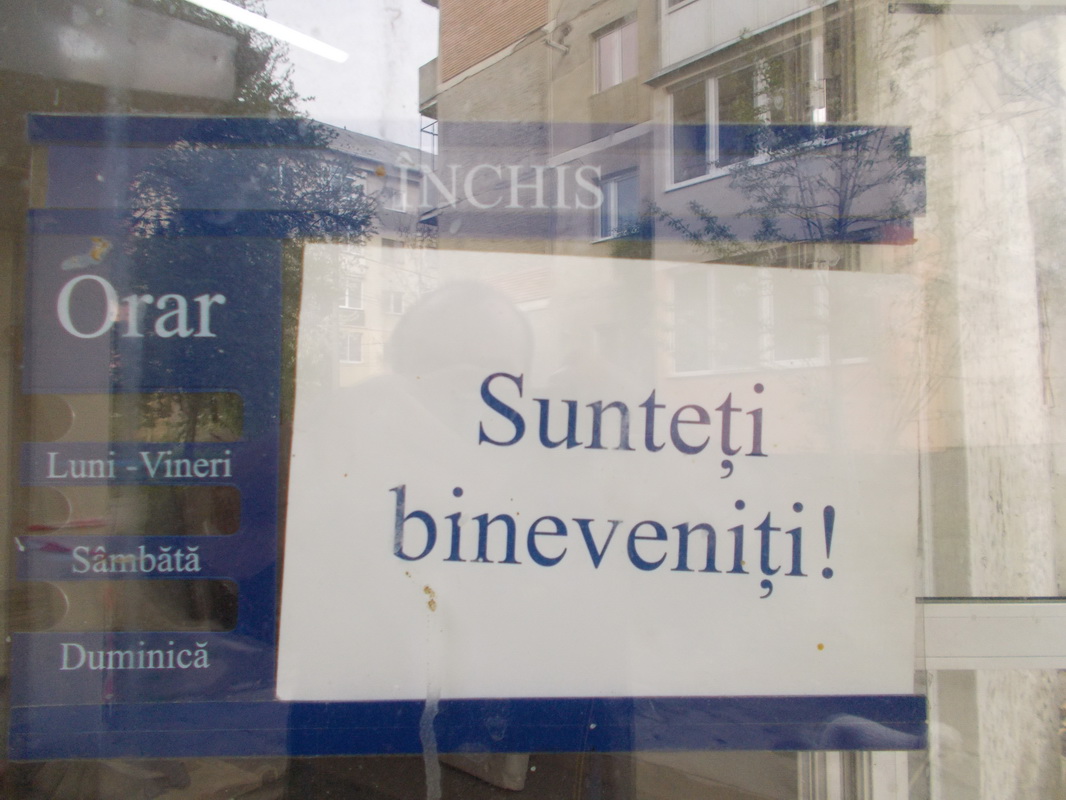 ÎNCHIS
Orar
Luni -Vineri
Sâmbătă
Duminică
Sunteți
bineveniți!